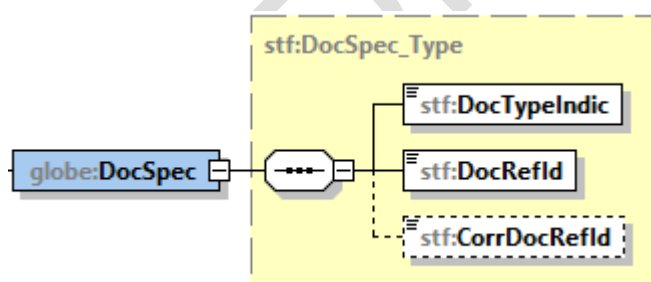 stf:DocSpec_Type
stf:DocTypeIndic
globe:DocSpec
stf:DocRefId
stf:CorrDocRefId